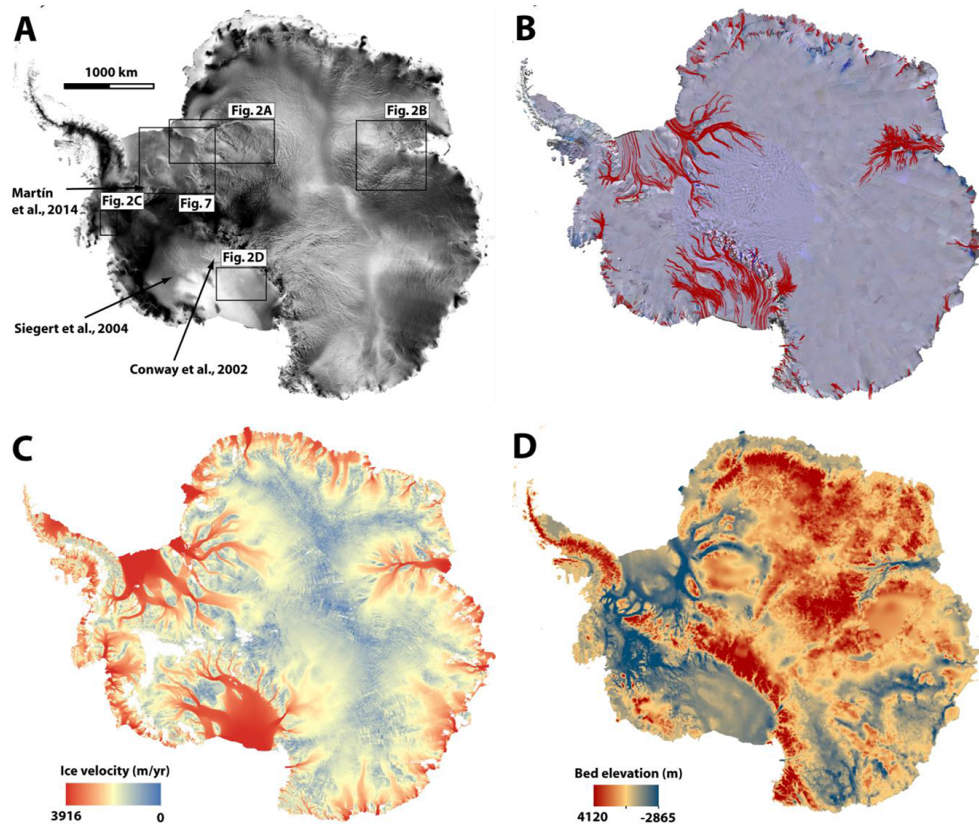 A
1000 km
Fig. 2A
Fig. 2B
Martín
et al., 2014
Fig. 2C
Fig. 7
Fig. 2D
Siegert et al., 2004
Conway et al., 2002
B
C
Ice velocity (m/yr)
3916 0
D
Bed elevation (m)
4120 -2865